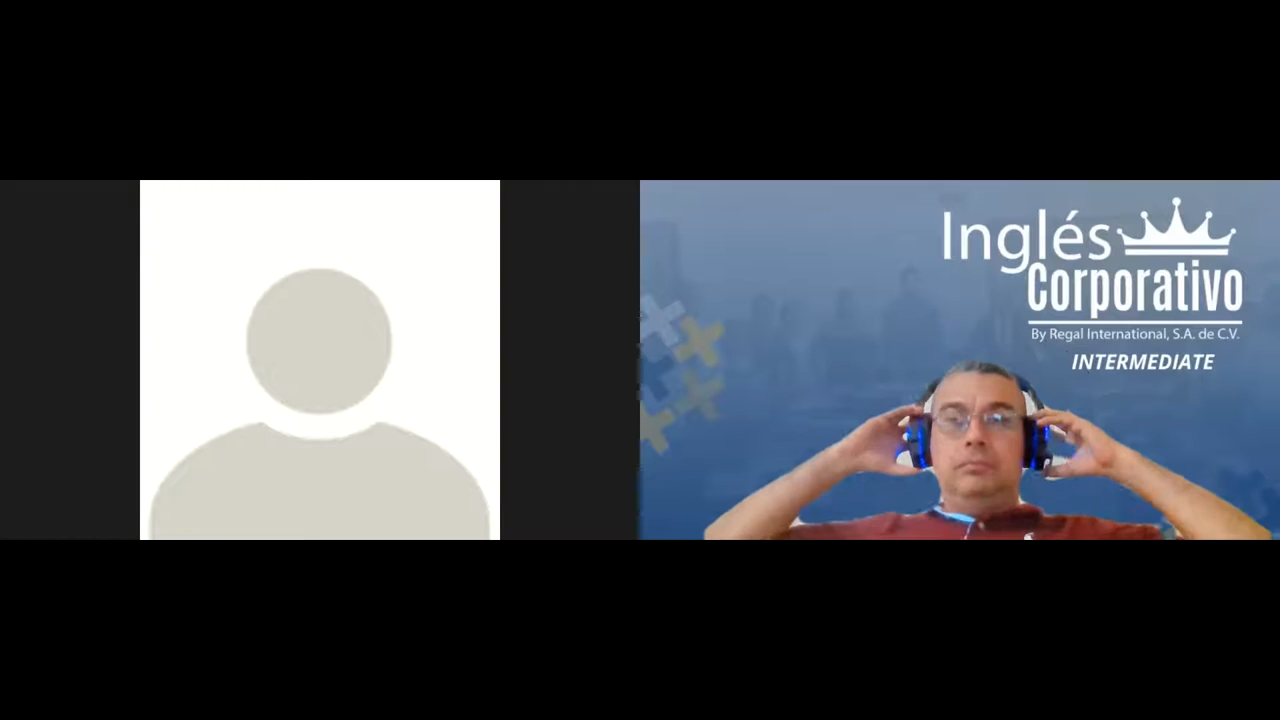 Inglés
Corporativo
By Regal International, S.A. de C.V.
INTERMEDIATE